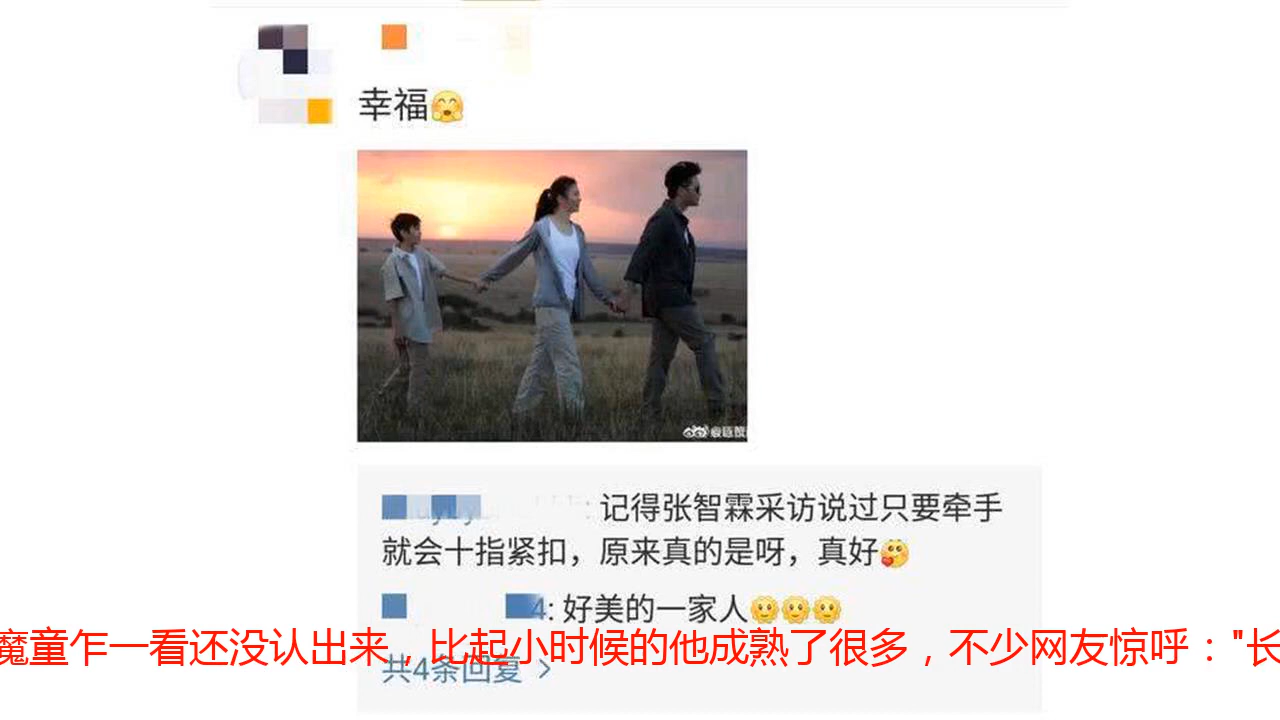 幸福🤗
: 记得张智霖采访说过只要牵手
就会十指紧扣，原来真的是呀，真好
4: 好美的一家人
魔童乍一看还没认出来，比起小时候的他成熟了很多，不少网友惊呼："长
共4条回复 >